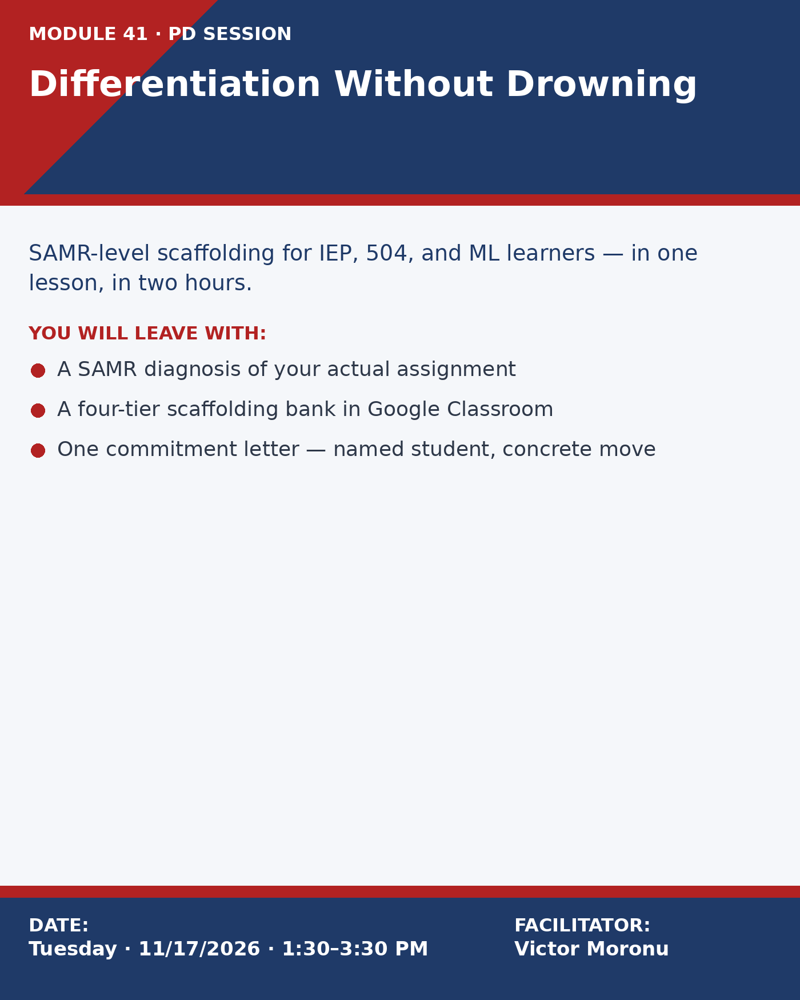 MODULE 41 · PD SESSION
Differentiation Without Drowning
SAMR-level scaffolding for IEP, 504, and ML learners — in one
lesson, in two hours.
YOU WILL LEAVE WITH:
● A SAMR diagnosis of your actual assignment
● A four-tier scaffolding bank in Google Classroom
● One commitment letter — named student, concrete move
DATE:
Tuesday · 11/17/2026 · 1:30–3:30 PM
FACILITATOR:
Victor Moronu